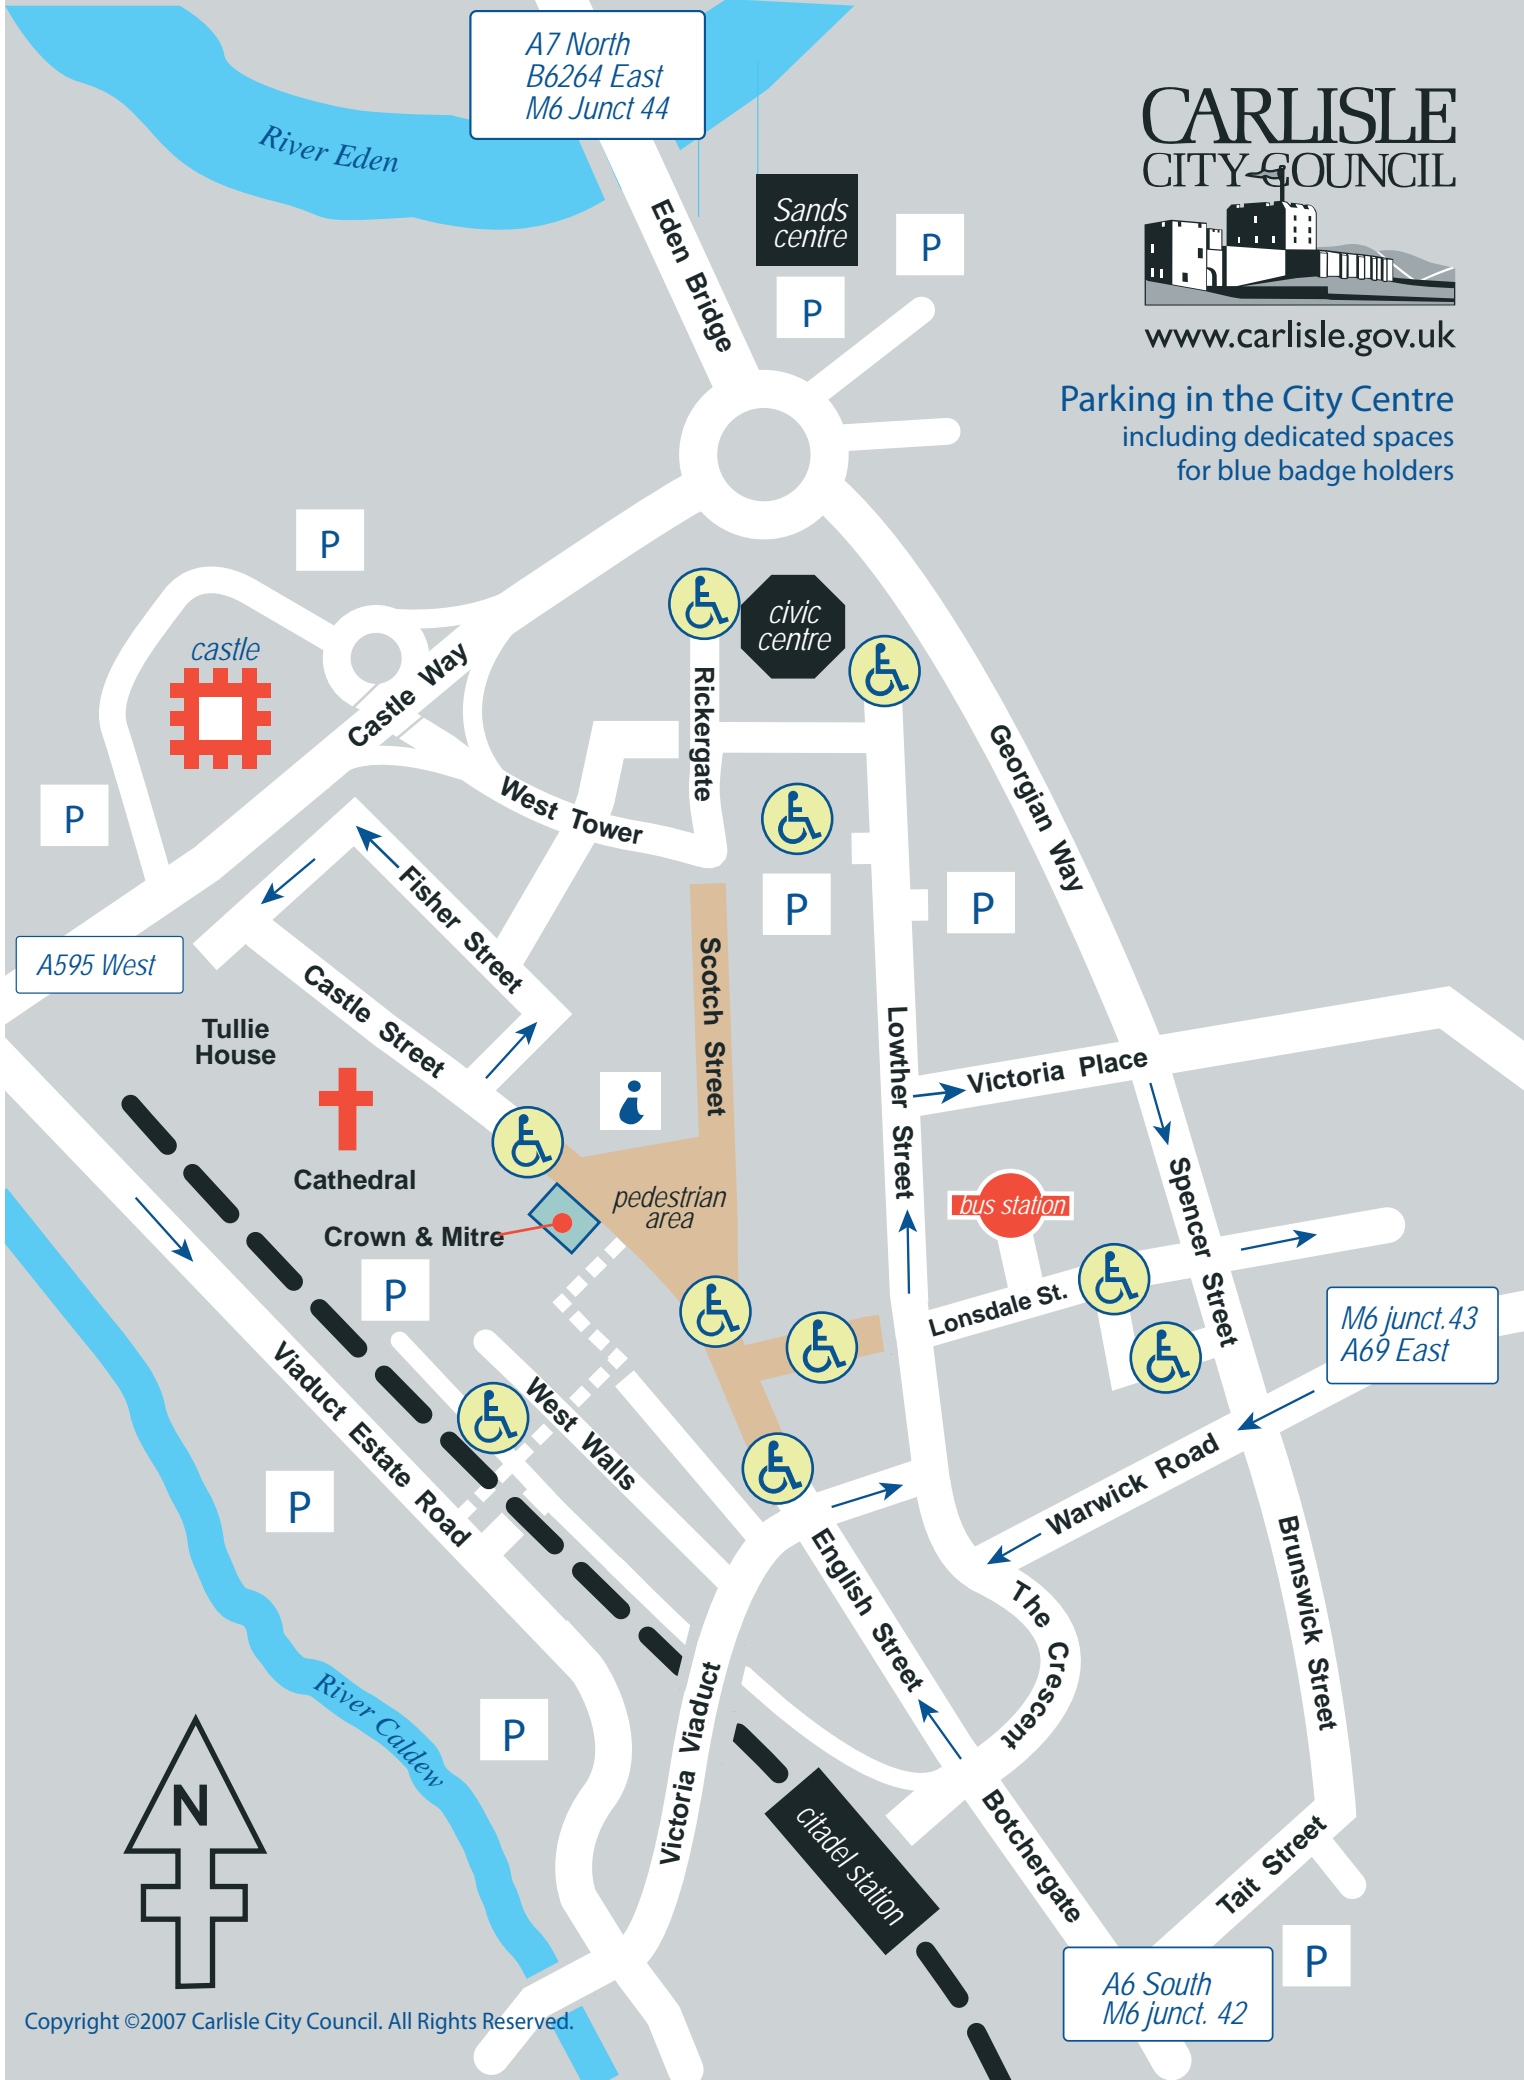 A7 North
B6264 East
M6 Junct 44
River Eden
CARLISLE
CITY COUNCIL
www.carlisle.gov.uk
Parking in the City Centre
including dedicated spaces
for blue badge holders
Sands
centre
P
P
Eden Bridge
P
castle
Castle Way
civic
centre
Rickergate
Georgian Way
P
West Tower
P
P
Fisher Street
A595 West
Castle Street
Scotch Street
Lowther Street
Victoria Place
Tullie
House
i
Cathedral
pedestrian
area
Crown & Mitre
bus station
Spencer Street
Lonsdale St.
P
M6 junct.43
A69 East
Viaduct Estate Road
West Walls
P
Warwick Road
English Street
The Crescent
Brunswick Street
River Caldew
P
Victoria Viaduct
N
citadel station
Botchergate
Tait Street
P
A6 South
M6 junct. 42
Copyright ©2007 Carlisle City Council. All Rights Reserved.